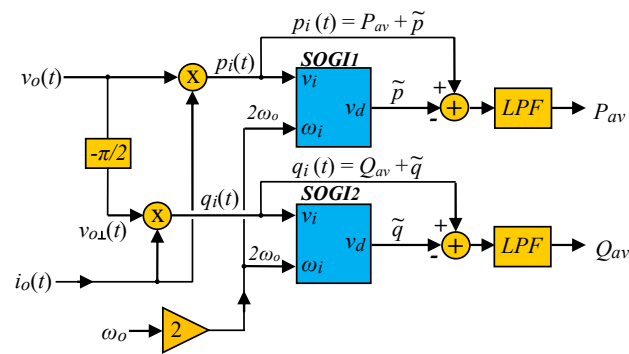 p_i (t) = P_av + p̃
v_o(t)
x
p_i(t)
SOGI1
v_i
v_d
ω_i
2ω_o
p̃
+
-
+
LPF
P_av
-π/2
q_i (t) = Q_av + q̃
v_o⊥(t)
x
q_i(t)
SOGI2
v_i
v_d
ω_i
2ω_o
q̃
+
-
+
LPF
Q_av
i_o(t)
ω_o
2